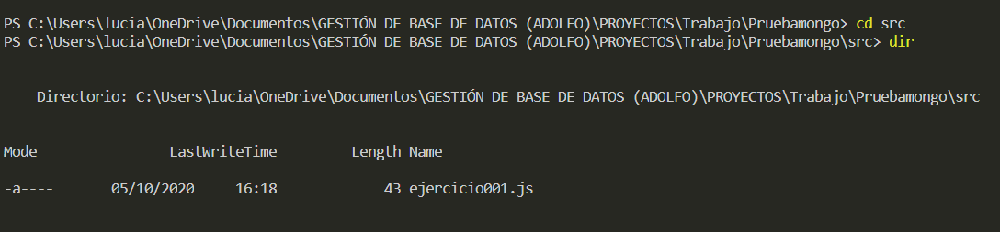 PS C:\Users\lucia\OneDrive\Documentos\GESTIÓN DE BASE DE DATOS (ADOLFO)\PROYECTOS\Trabajo\Pruebamongo> cd src
PS C:\Users\lucia\OneDrive\Documentos\GESTIÓN DE BASE DE DATOS (ADOLFO)\PROYECTOS\Trabajo\Pruebamongo\src> dir
Directorio: C:\Users\lucia\OneDrive\Documentos\GESTIÓN DE BASE DE DATOS (ADOLFO)\PROYECTOS\Trabajo\Pruebamongo\src
Mode                LastWriteTime         Length Name
----                -------------         ------ ----
-a----       05/10/2020     16:18             43 ejercicio001.js